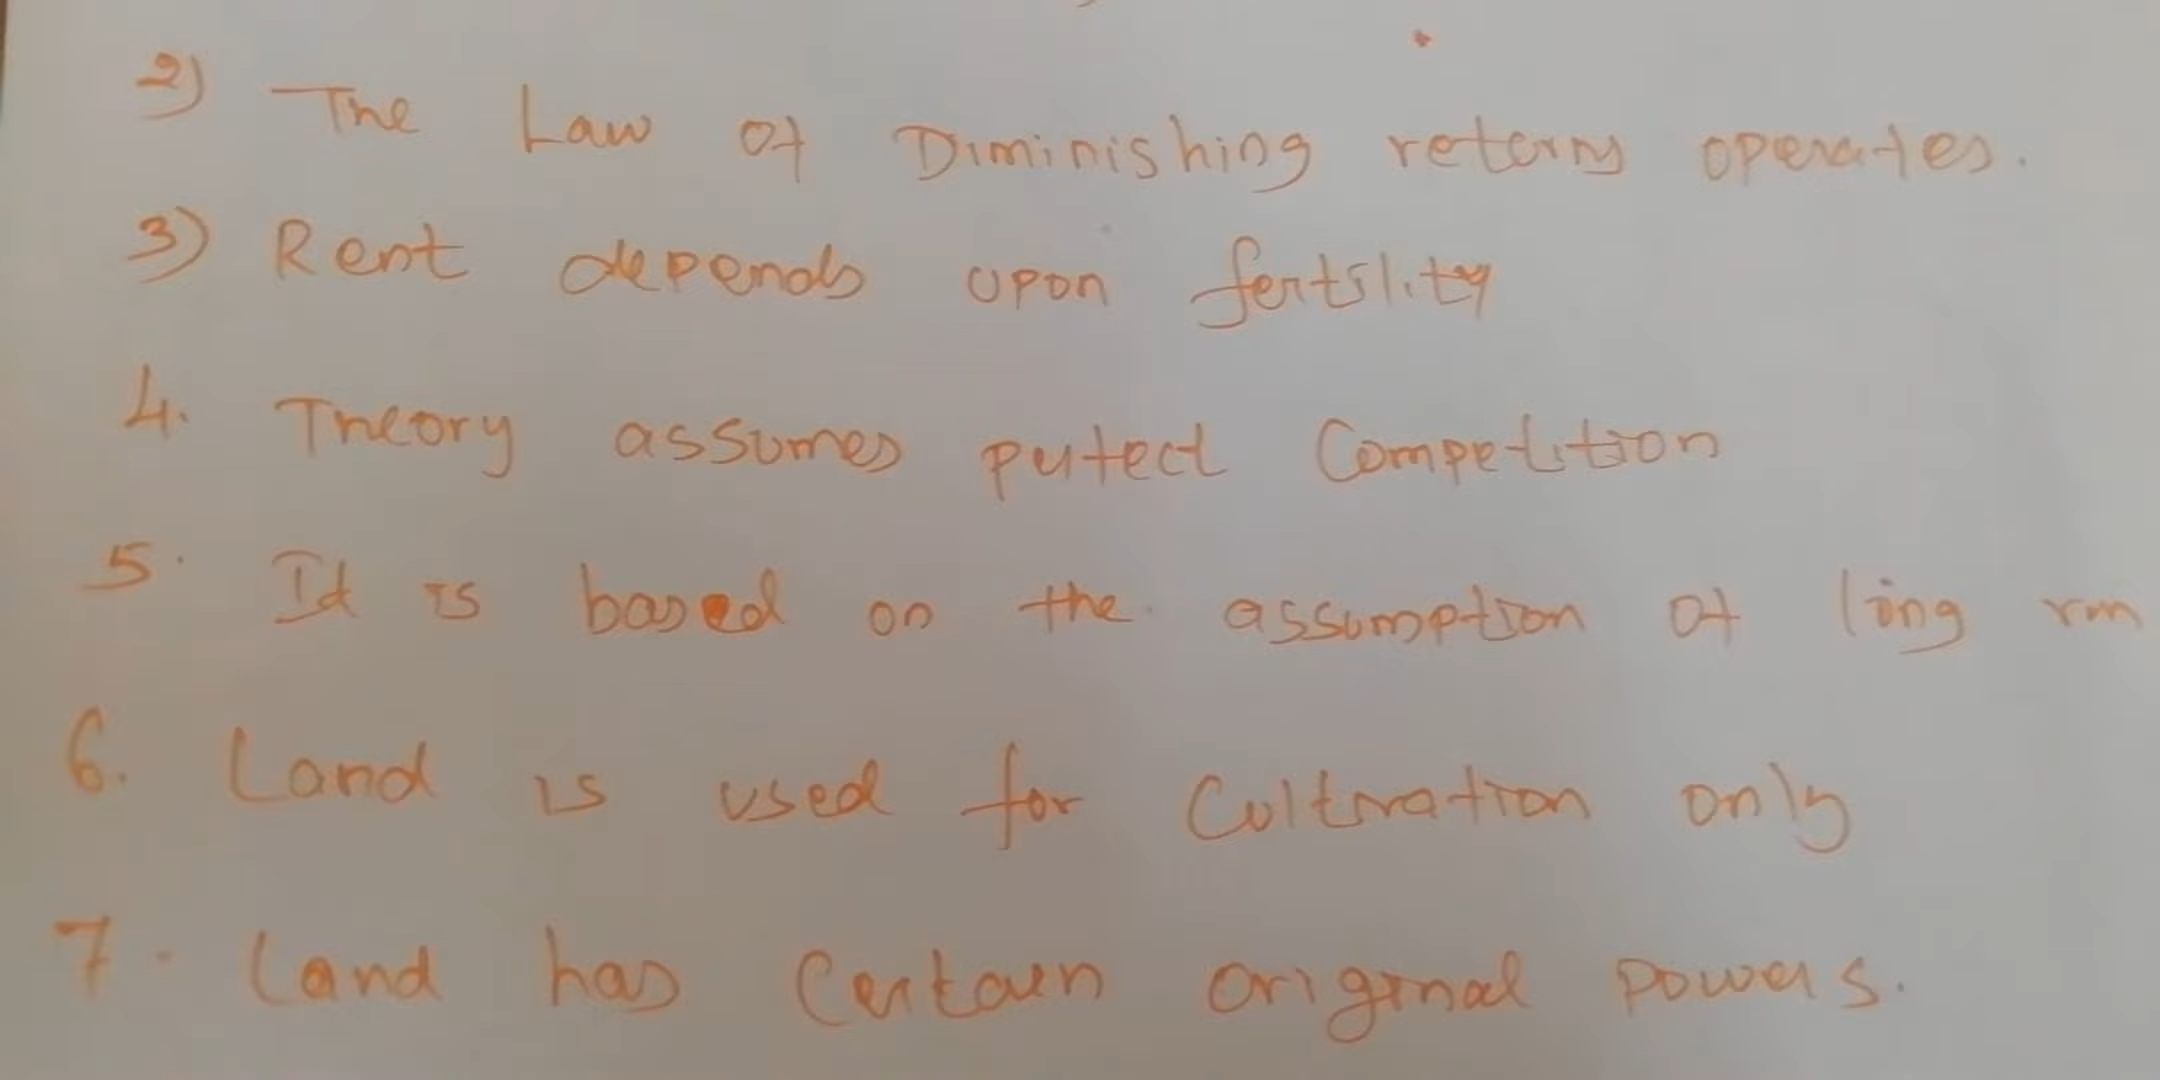 2) The Law of Diminishing returns operates.
3) Rent depends upon fertility
4. Theory assumes perfect Competition
5. It is based on the assumption of long run
6. Land is used for Cultivation only
7. Land has Certain original powers.